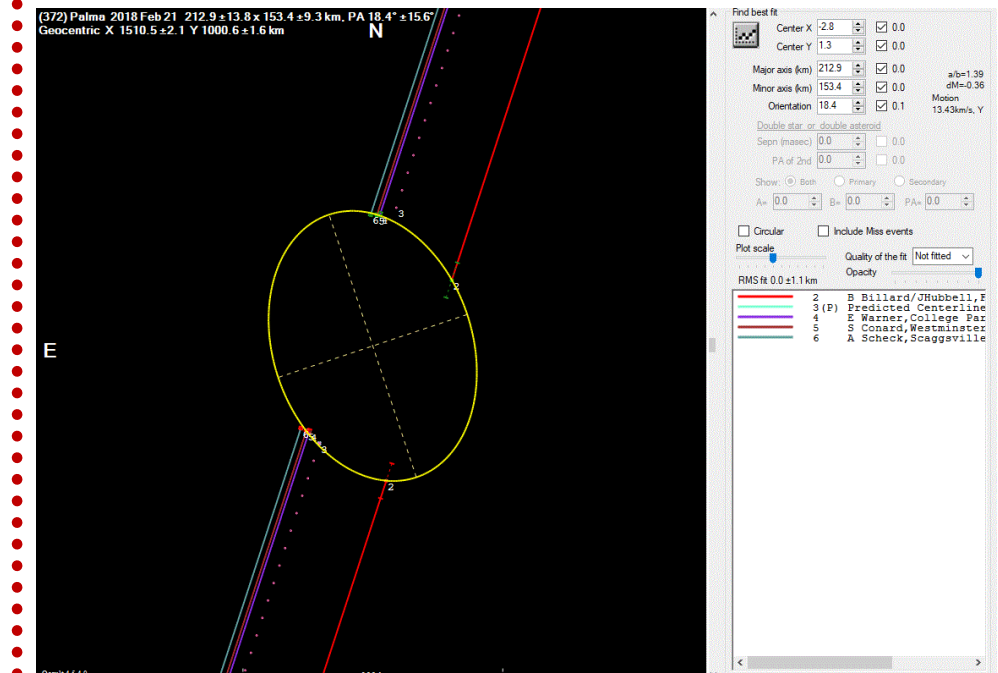 (372) Palma 2018 Feb 21 212.9 ±13.8 x 153.4 ±9.3 km, PA 18.4° ±15.6°
Geocentric X 1510.5 ±2.1 Y 1000.6 ±1.6 km
N
E
3
2
3
2
Find best fit
Center X -2.8 0.0
Center Y 1.3 0.0
Major axis (km) 212.9 0.0
Minor axis (km) 153.4 0.0
Orientation 18.4 0.1
a/b=1.39
dM=-0.36
Motion
13.43km/s, Y
Double star or double asteroid
Sepn (masec) 0.0 0.0
PA of 2nd 0.0 0.0
Show: Both Primary Secondary
A= 0.0 B= 0.0 PA= 0.0
Circular Include Miss events
Plot scale
Quality of the fit Not fitted
Opacity
RMS fit 0.0 ±1.1 km
2 B Billard/JHubbell,F
3(P) Predicted Centerline
4 E Warner,College Par
5 S Conard,Westminster
6 A Scheck,Scaggsville